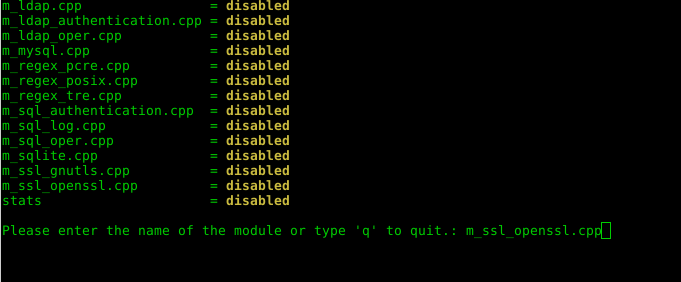 m_ldap.cpp = disabled
m_ldap_authentication.cpp = disabled
m_ldap_oper.cpp = disabled
m_mysql.cpp = disabled
m_regex_pcre.cpp = disabled
m_regex_posix.cpp = disabled
m_regex_tre.cpp = disabled
m_sql_authentication.cpp = disabled
m_sql_log.cpp = disabled
m_sql_oper.cpp = disabled
m_sqlite.cpp = disabled
m_ssl_gnutls.cpp = disabled
m_ssl_openssl.cpp = disabled
stats = disabled
Please enter the name of the module or type 'q' to quit.: m_ssl_openssl.cpp